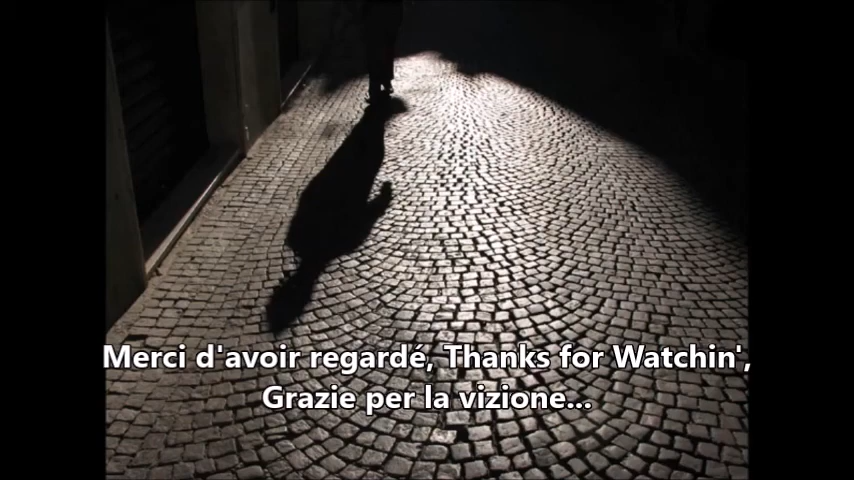 Merci d'avoir regardé, Thanks for Watchin',
Grazie per la vizione...